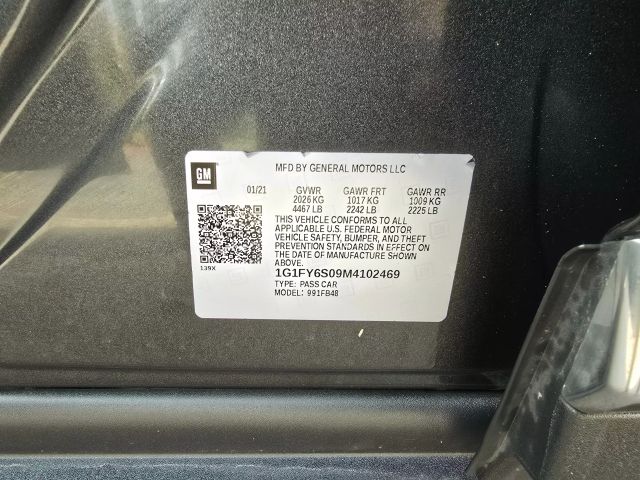 GM
MFD BY GENERAL MOTORS LLC
01/21 GVWR GAWR FRT GAWR RR
2026 KG 1017 KG 1009 KG
4467 LB 2242 LB 2225 LB
THIS VEHICLE CONFORMS TO ALL
APPLICABLE U.S. FEDERAL MOTOR
VEHICLE SAFETY, BUMPER, AND THEFT
PREVENTION STANDARDS IN EFFECT ON
THE DATE OF MANUFACTURE SHOWN
ABOVE.
139X
1G1FY6S09M4102469
TYPE: PASS CAR
MODEL: 991FB48